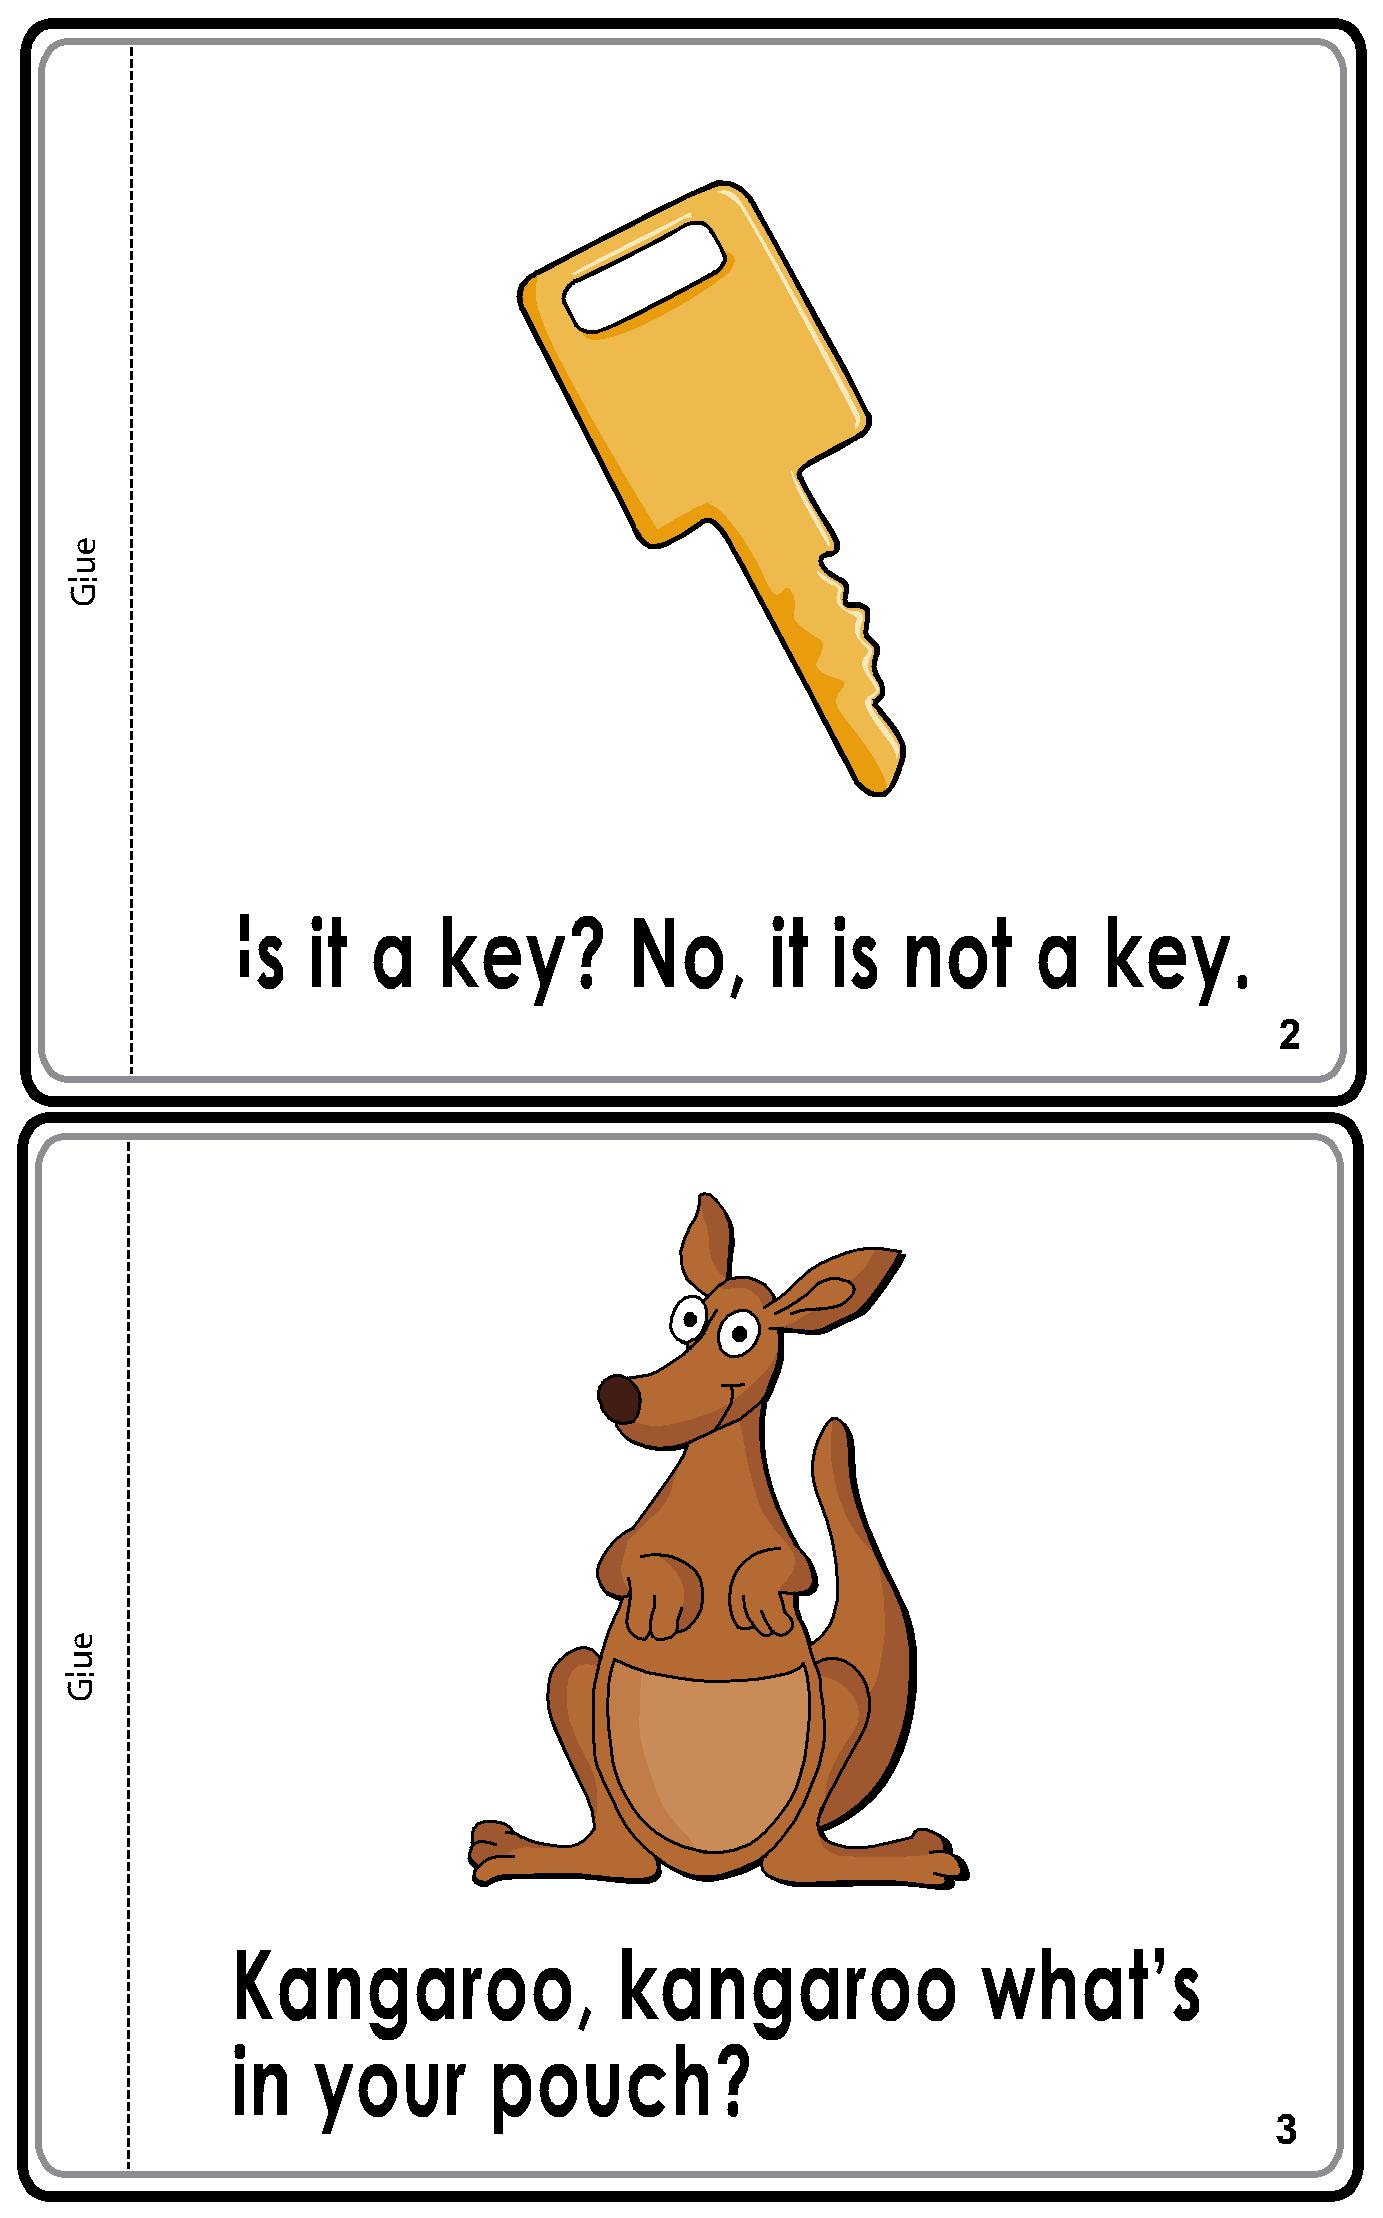 Glue
Is it a key? No, it is not a key.
2
Glue
Kangaroo, kangaroo what's
in your pouch?
3